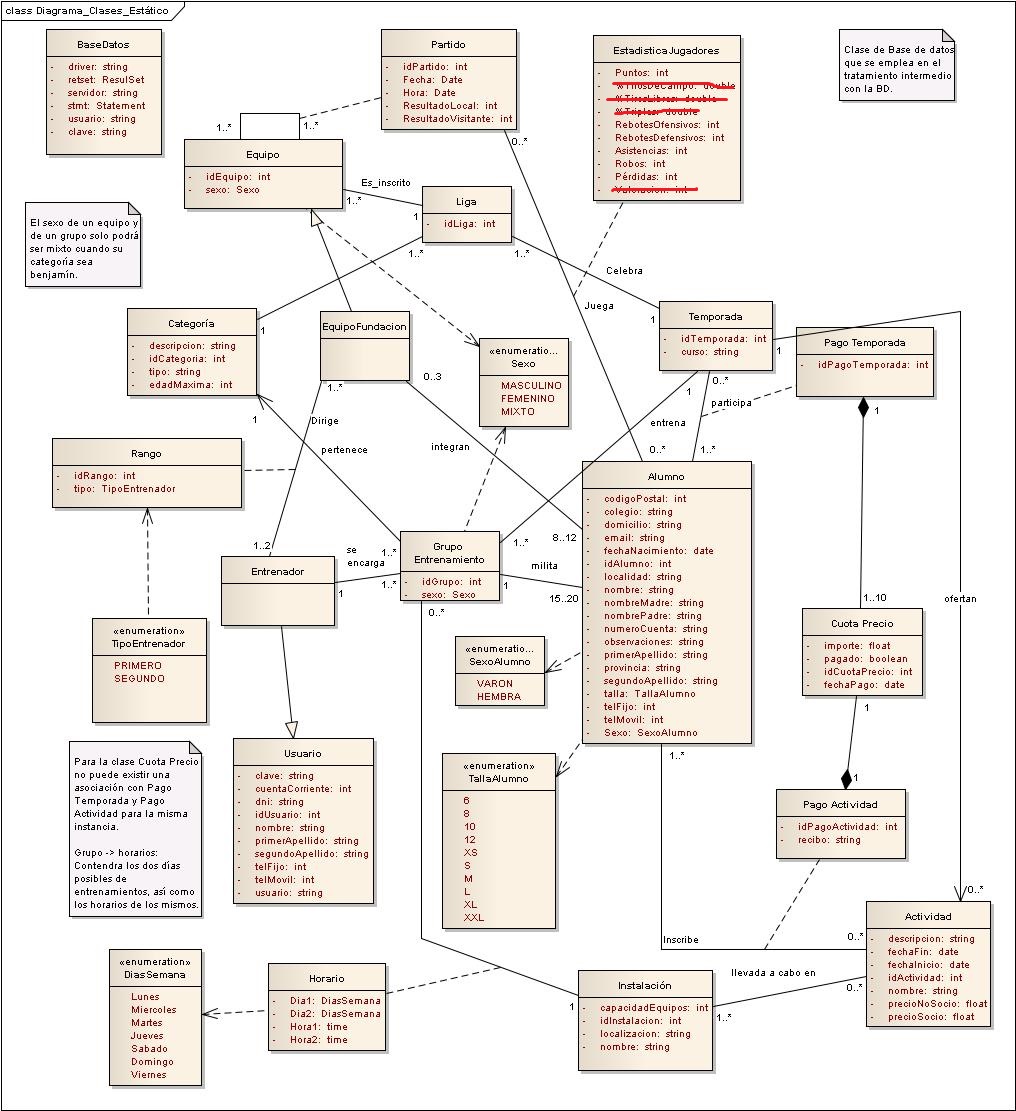 class Diagrama_Clases_Estático
BaseDatos
- driver: string
- retset: ResulSet
- servidor: string
- stmt: Statement
- usuario: string
- clave: string
Partido
- idPartido: int
- Fecha: Date
- Hora: Date
- ResultadoLocal: int
- ResultadoVisitante: int
EstadisticaJugadores
- Puntos: int
- %TirosDeCampo: double
- %TirosLibres: double
- %Triples: double
- RebotesOfensivos: int
- RebotesDefensivos: int
- Asistencias: int
- Robos: int
- Pérdidas: int
- Valoracion: int
Clase de Base de datos
que se emplea en el
tratamiento intermedio
con la BD.
1..*
1..*
0..*
Equipo
- idEquipo: int
- sexo: Sexo
Es_inscrito
1..*
1
Liga
- idLiga: int
1..*
1..*
El sexo de un equipo y
de un grupo solo podrá
ser mixto cuando su
categoría sea
benjamín.
Celebra
Juega
Categoría
- descripcion: string
- idCategoria: int
- tipo: string
- edadMaxima: int
1
EquipoFundacion
1
Temporada
- idTemporada: int
- curso: string
1
Pago Temporada
- idPagoTemporada: int
«enumeratio...
Sexo
MASCULINO
FEMENINO
MIXTO
0..3
1..*
0..*
1
participa
1
1
Dirige
entrena
integran
pertenece
0..*
1..*
Rango
- idRango: int
- tipo: TipoEntrenador
Alumno
- codigoPostal: int
- colegio: string
- domicilio: string
- email: string
- fechaNacimiento: date
- idAlumno: int
- localidad: string
- nombre: string
- nombreMadre: string
- nombrePadre: string
- numeroCuenta: string
- observaciones: string
- primerApellido: string
- provincia: string
- segundoApellido: string
- talla: TallaAlumno
- telFijo: int
- telMovil: int
- Sexo: SexoAlumno
1..2
se
encarga
1..*
Grupo
Entrenamiento
- idGrupo: int
- sexo: Sexo
1..*
8..12
milita
1
15..20
Entrenador
1
1..*
0..*
1..10
ofertan
Cuota Precio
- importe: float
- pagado: boolean
- idCuotaPrecio: int
- fechaPago: date
1
«enumeration»
TipoEntrenador
PRIMERO
SEGUNDO
«enumeratio...
SexoAlumno
VARON
HEMBRA
Usuario
- clave: string
- cuentaCorriente: int
- dni: string
- idUsuario: int
- nombre: string
- primerApellido: string
- segundoApellido: string
- telFijo: int
- telMovil: int
- usuario: string
Para la clase Cuota Precio
no puede existir una
asociación con Pago
Temporada y Pago
Actividad para la misma
instancia.
Grupo -> horarios:
Contendra los dos días
posibles de
entrenamientos, así como
los horarios de los mismos.
«enumeration»
TallaAlumno
6
8
10
12
XS
S
M
L
XL
XXL
1..*
1
Pago Actividad
- idPagoActividad: int
- recibo: string
0..*
Inscribe
0..*
Actividad
- descripcion: string
- fechaFin: date
- fechaInicio: date
- idActividad: int
- nombre: string
- precioNoSocio: float
- precioSocio: float
«enumeration»
DiasSemana
Lunes
Miercoles
Martes
Jueves
Sabado
Domingo
Viernes
Horario
- Dia1: DiasSemana
- Dia2: DiasSemana
- Hora1: time
- Hora2: time
llevada a cabo en
0..*
1
1..*
Instalación
- capacidadEquipos: int
- idInstalacion: int
- localizacion: string
- nombre: string